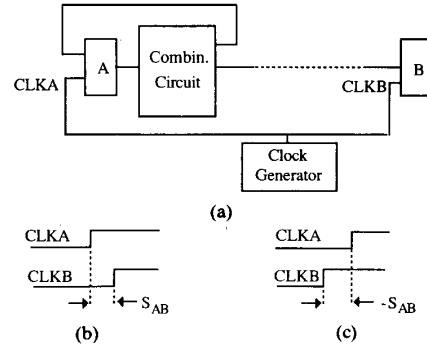 A
Combin.
Circuit
B
CLKA
CLKB
Clock
Generator
(a)
CLKA
CLKB
S_AB
(b)
CLKA
CLKB
-S_AB
(c)